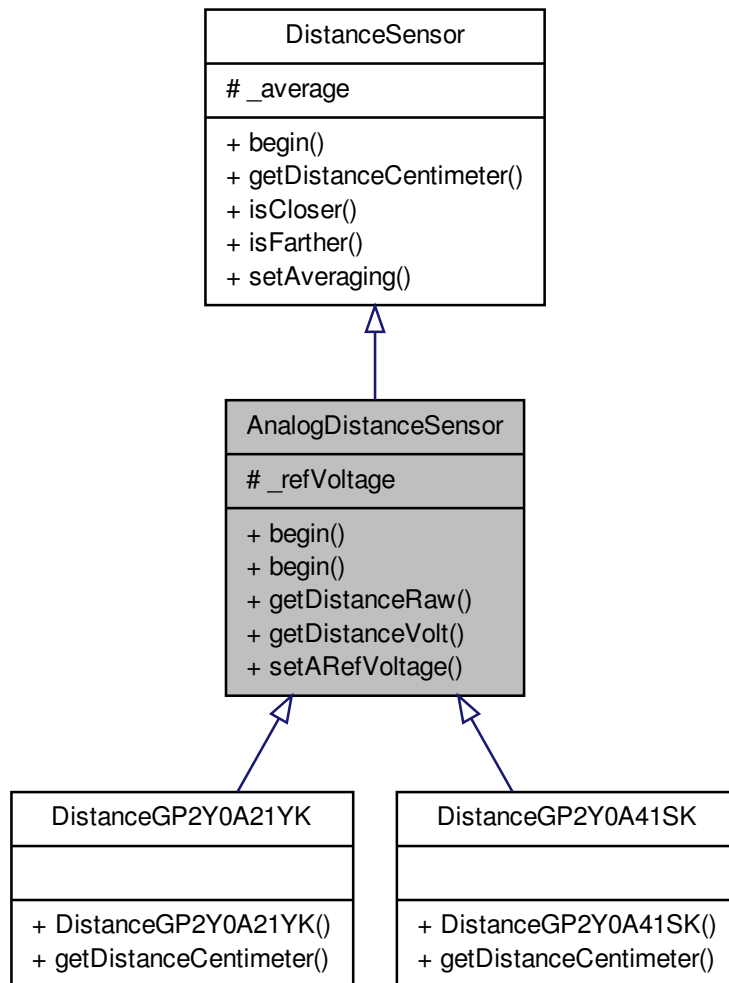 DistanceSensor
# _average
+ begin()
+ getDistanceCentimeter()
+ isCloser()
+ isFarther()
+ setAveraging()
AnalogDistanceSensor
# _refVoltage
+ begin()
+ begin()
+ getDistanceRaw()
+ getDistanceVolt()
+ setARefVoltage()
DistanceGP2Y0A21YK
+ DistanceGP2Y0A21YK()
+ getDistanceCentimeter()
DistanceGP2Y0A41SK
+ DistanceGP2Y0A41SK()
+ getDistanceCentimeter()